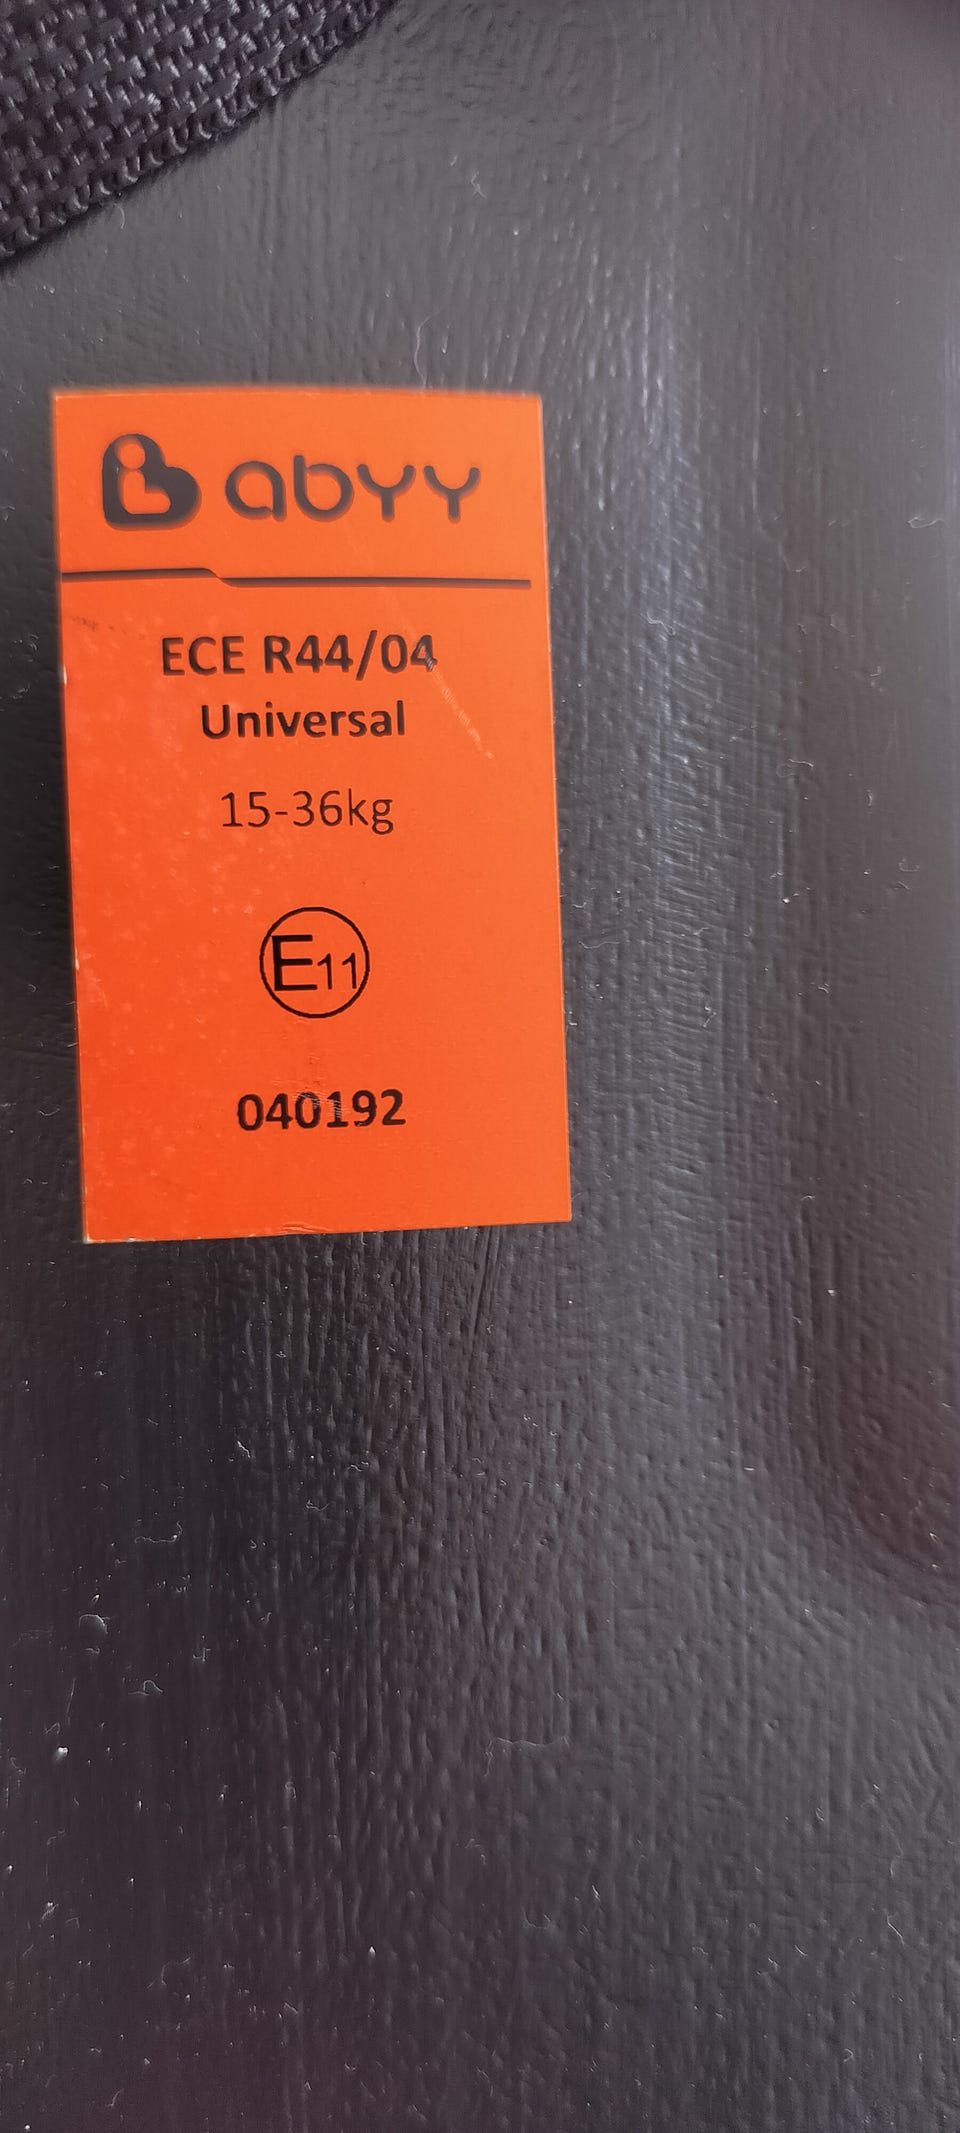 Babyy
ECE R44/04
Universal
15-36kg
E11
040192